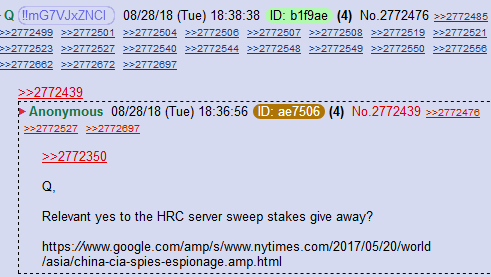 Q !!mG7VJxZNCI 08/28/18 (Tue) 18:38:38 ID: b1f9ae (4) No.2772476 >>2772485
>>2772499 >>2772501 >>2772504 >>2772506 >>2772507 >>2772508 >>2772519 >>2772521
>>2772523 >>2772527 >>2772540 >>2772544 >>2772548 >>2772549 >>2772550 >>2772556
>>2772662 >>2772672 >>2772697
>>2772439
Anonymous 08/28/18 (Tue) 18:36:56 ID: ae7506 (4) No.2772439 >>2772476
>>2772527 >>2772697
>>2772350
Q,
Relevant yes to the HRC server sweep stakes give away?
https://www.google.com/amp/s/www.nytimes.com/2017/05/20/world
/asia/china-cia-spies-espionage.amp.html